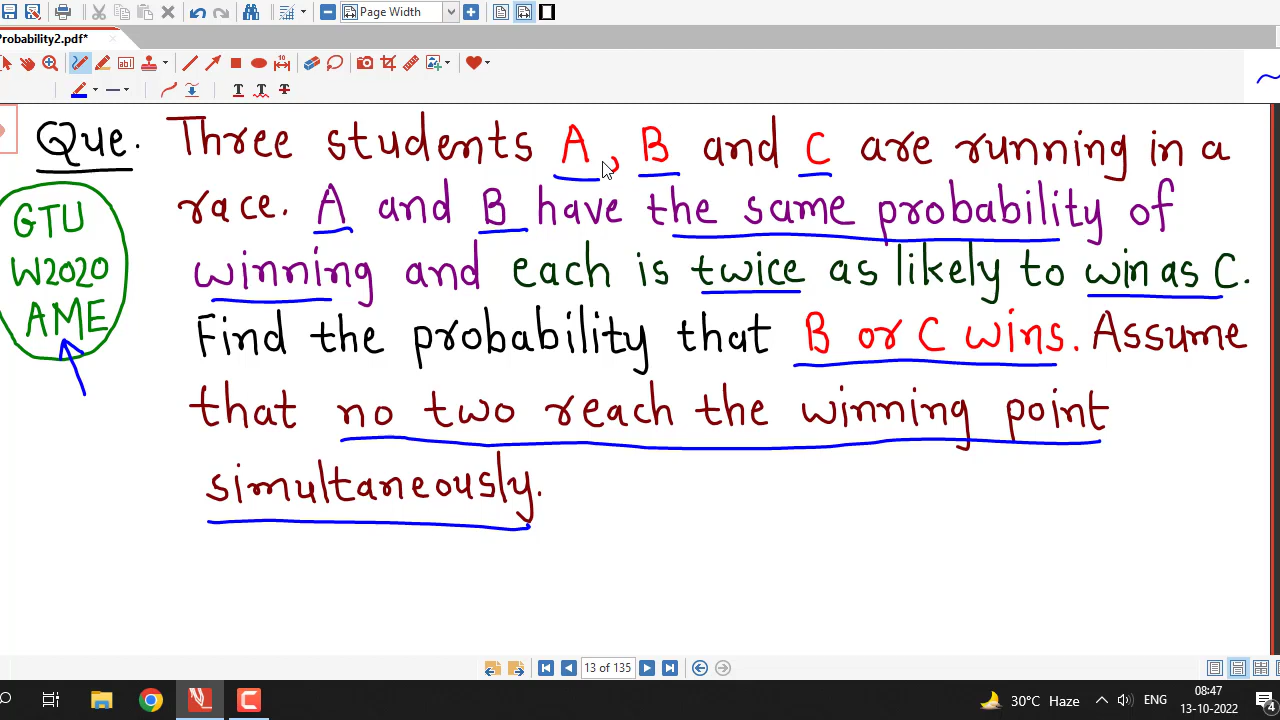 Page Width
Probability2.pdf*
Que. Three students A, B and C are running in a
race. A and B have the same probability of
winning and each is twice as likely to win as C.
Find the probability that B or C wins. Assume
that no two reach the winning point
simultaneously.
GTU
W2020
AME
13 of 135
30°C Haze
ENG
08:47
13-10-2022
4